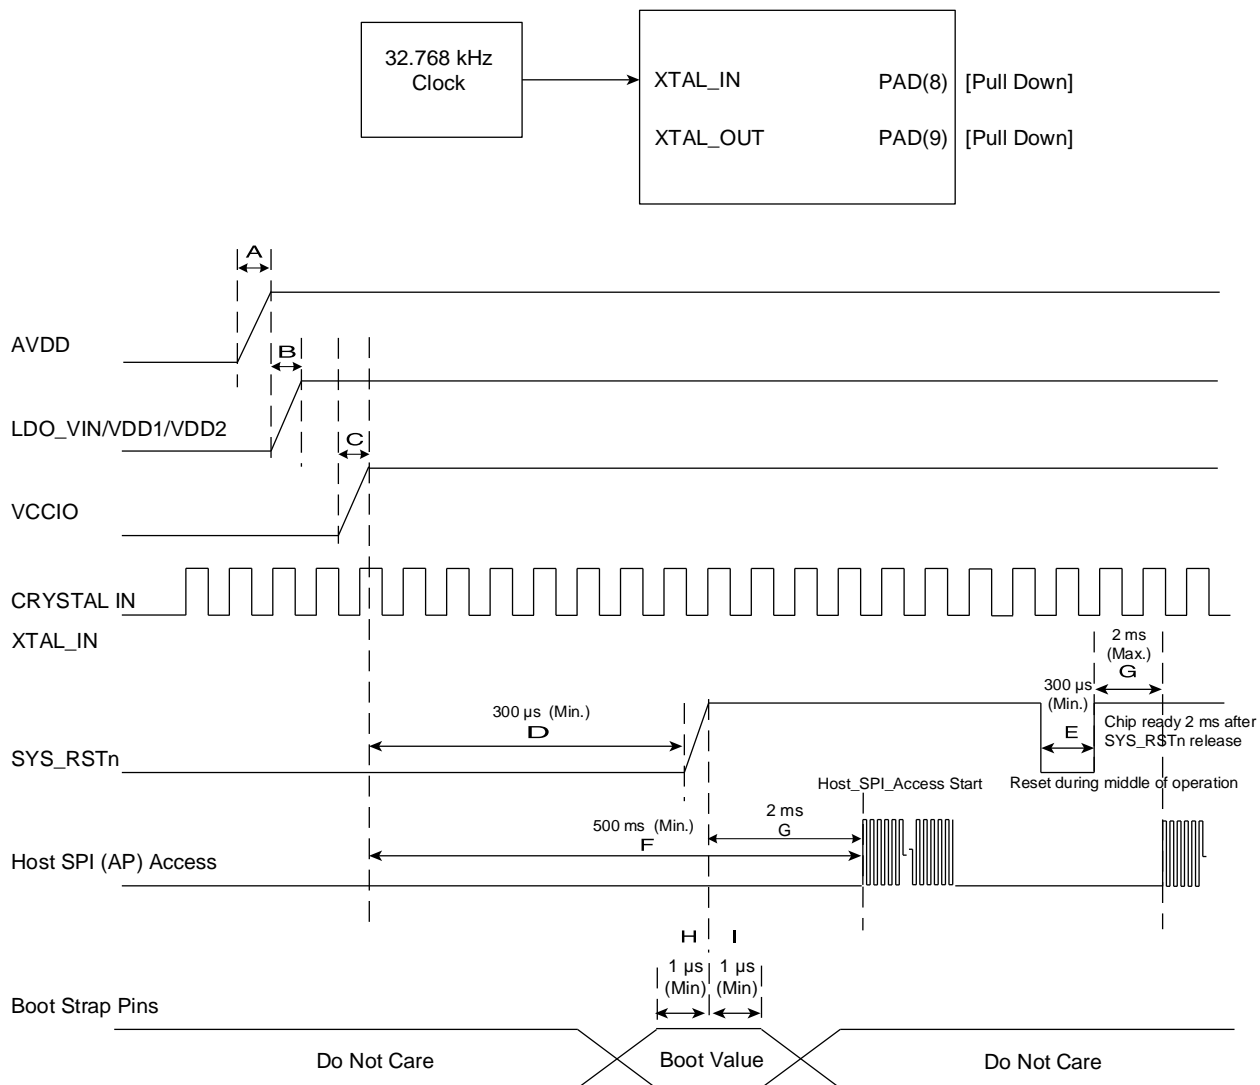 32.768 kHz
Clock
XTAL_IN
PAD(8)
[Pull Down]
XTAL_OUT
PAD(9)
[Pull Down]
A
AVDD
B
LDO_VIN/VDD1/VDD2
C
VCCIO
CRYSTAL IN
XTAL_IN
2 ms
(Max.)
G
300 µs
(Min.)
E
300 µs (Min.)
D
Chip ready 2 ms after
SYS_RSTn release
SYS_RSTn
Host_SPI_Access Start
Reset during middle of operation
2 ms
G
500 ms (Min.)
F
Host SPI (AP) Access
H
I
1 µs
(Min)
1 µs
(Min)
Boot Strap Pins
Do Not Care
Boot Value
Do Not Care